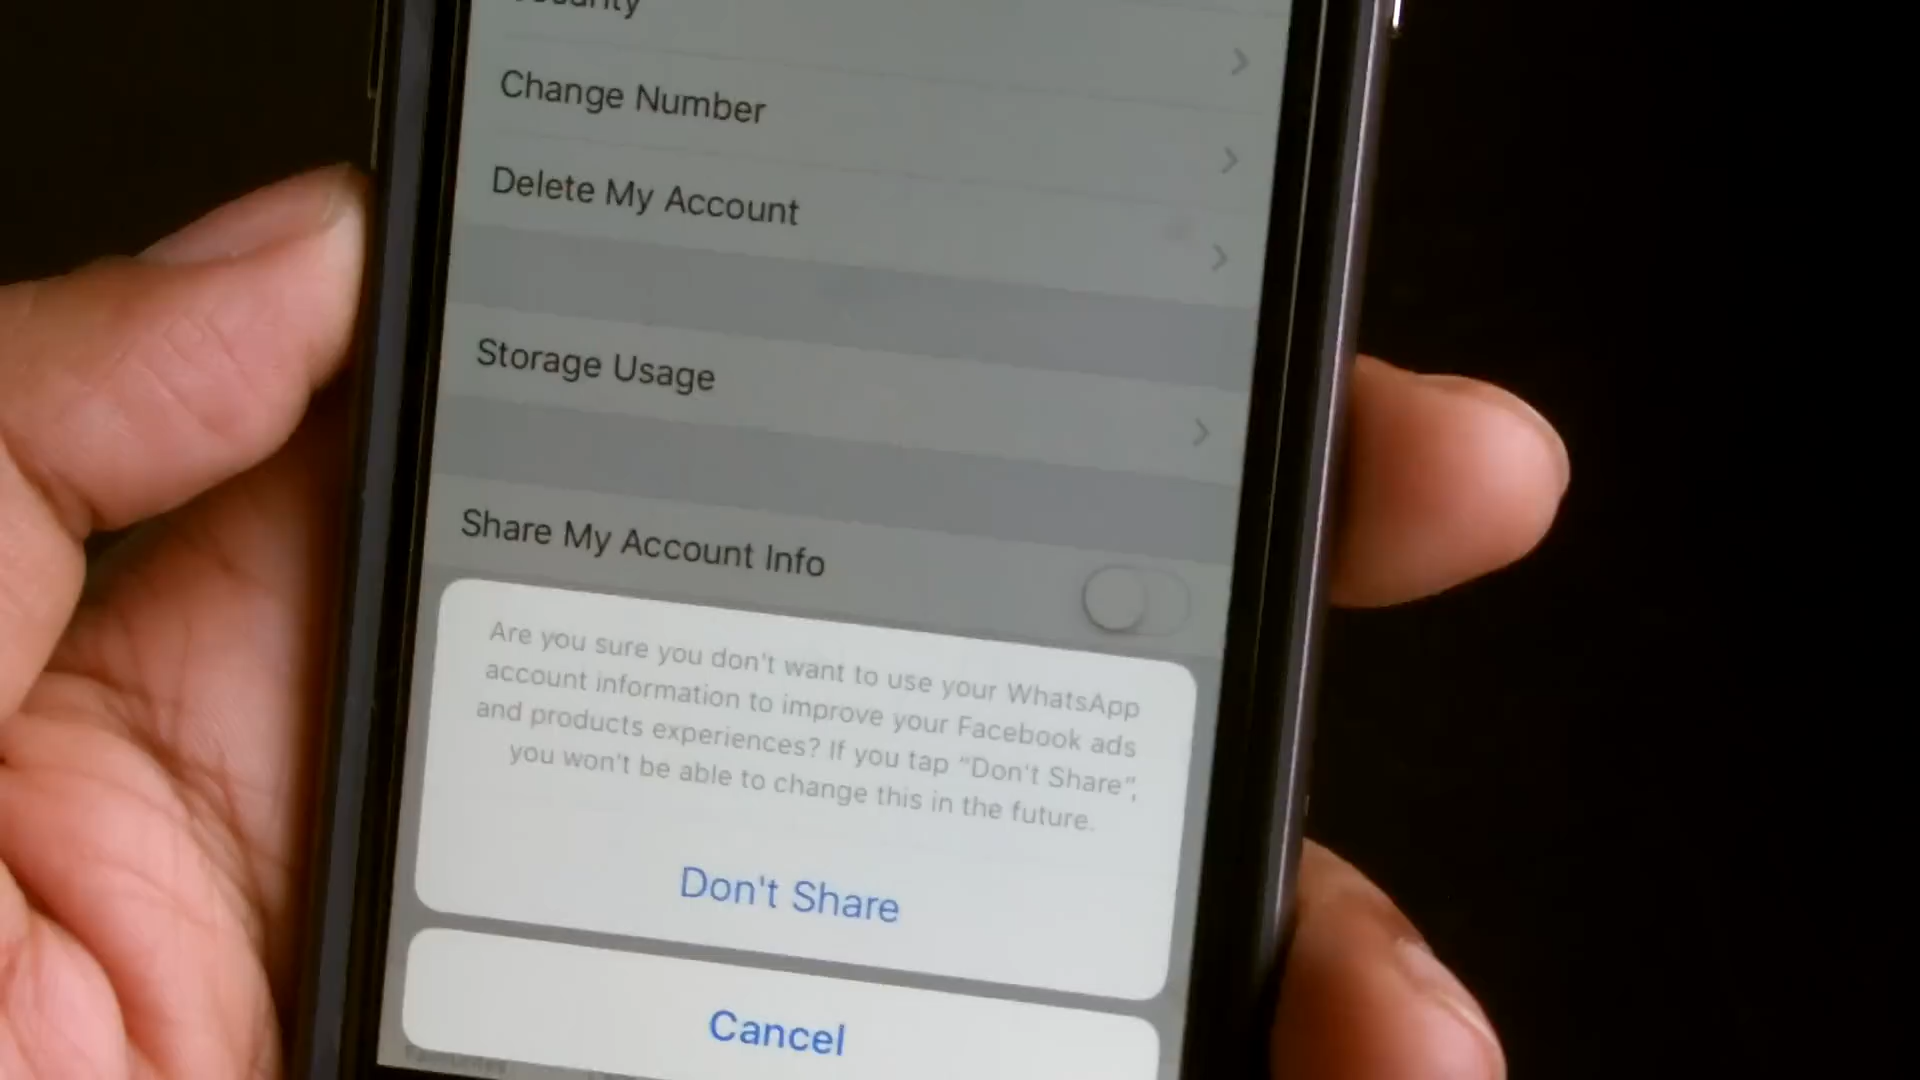 Change Number
Delete My Account
Storage Usage
Share My Account Info
Are you sure you don't want to use your WhatsApp
account information to improve your Facebook ads
and products experiences? If you tap “Don't Share”,
you won't be able to change this in the future.
Don't Share
Cancel